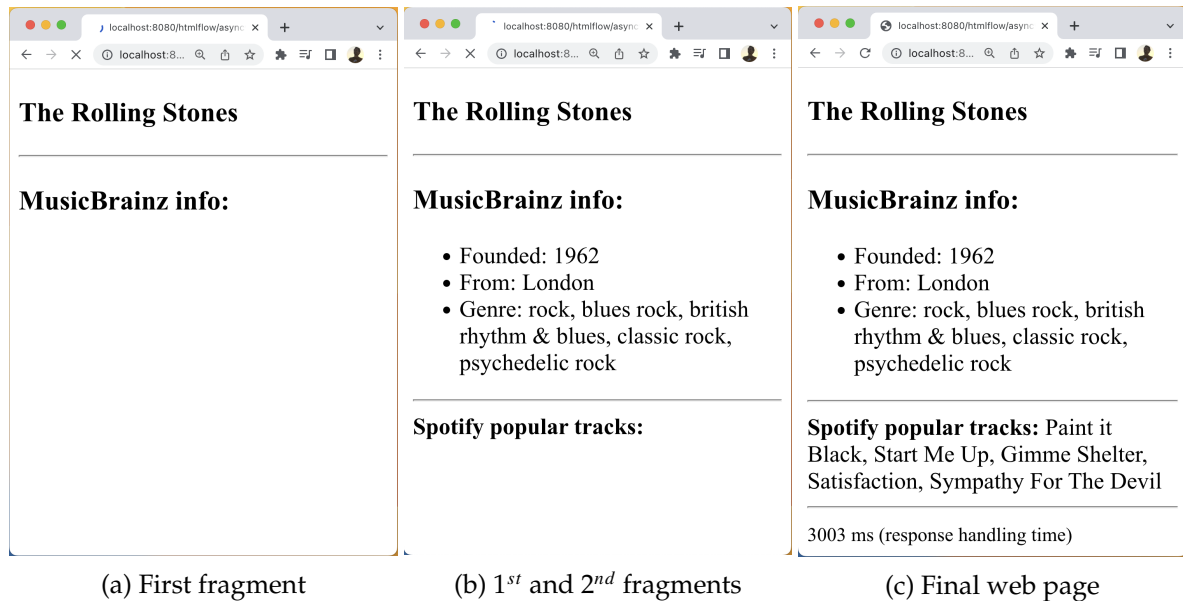 localhost:8080/htmlflow/async
localhost:8...
The Rolling Stones
MusicBrainz info:
(a) First fragment
localhost:8080/htmlflow/async
localhost:8...
The Rolling Stones
MusicBrainz info:
• Founded: 1962
• From: London
• Genre: rock, blues rock, british
rhythm & blues, classic rock,
psychedelic rock
Spotify popular tracks:
(b) 1st and 2nd fragments
localhost:8080/htmlflow/async
localhost:8...
The Rolling Stones
MusicBrainz info:
• Founded: 1962
• From: London
• Genre: rock, blues rock, british
rhythm & blues, classic rock,
psychedelic rock
Spotify popular tracks: Paint it
Black, Start Me Up, Gimme Shelter,
Satisfaction, Sympathy For The Devil
3003 ms (response handling time)
(c) Final web page